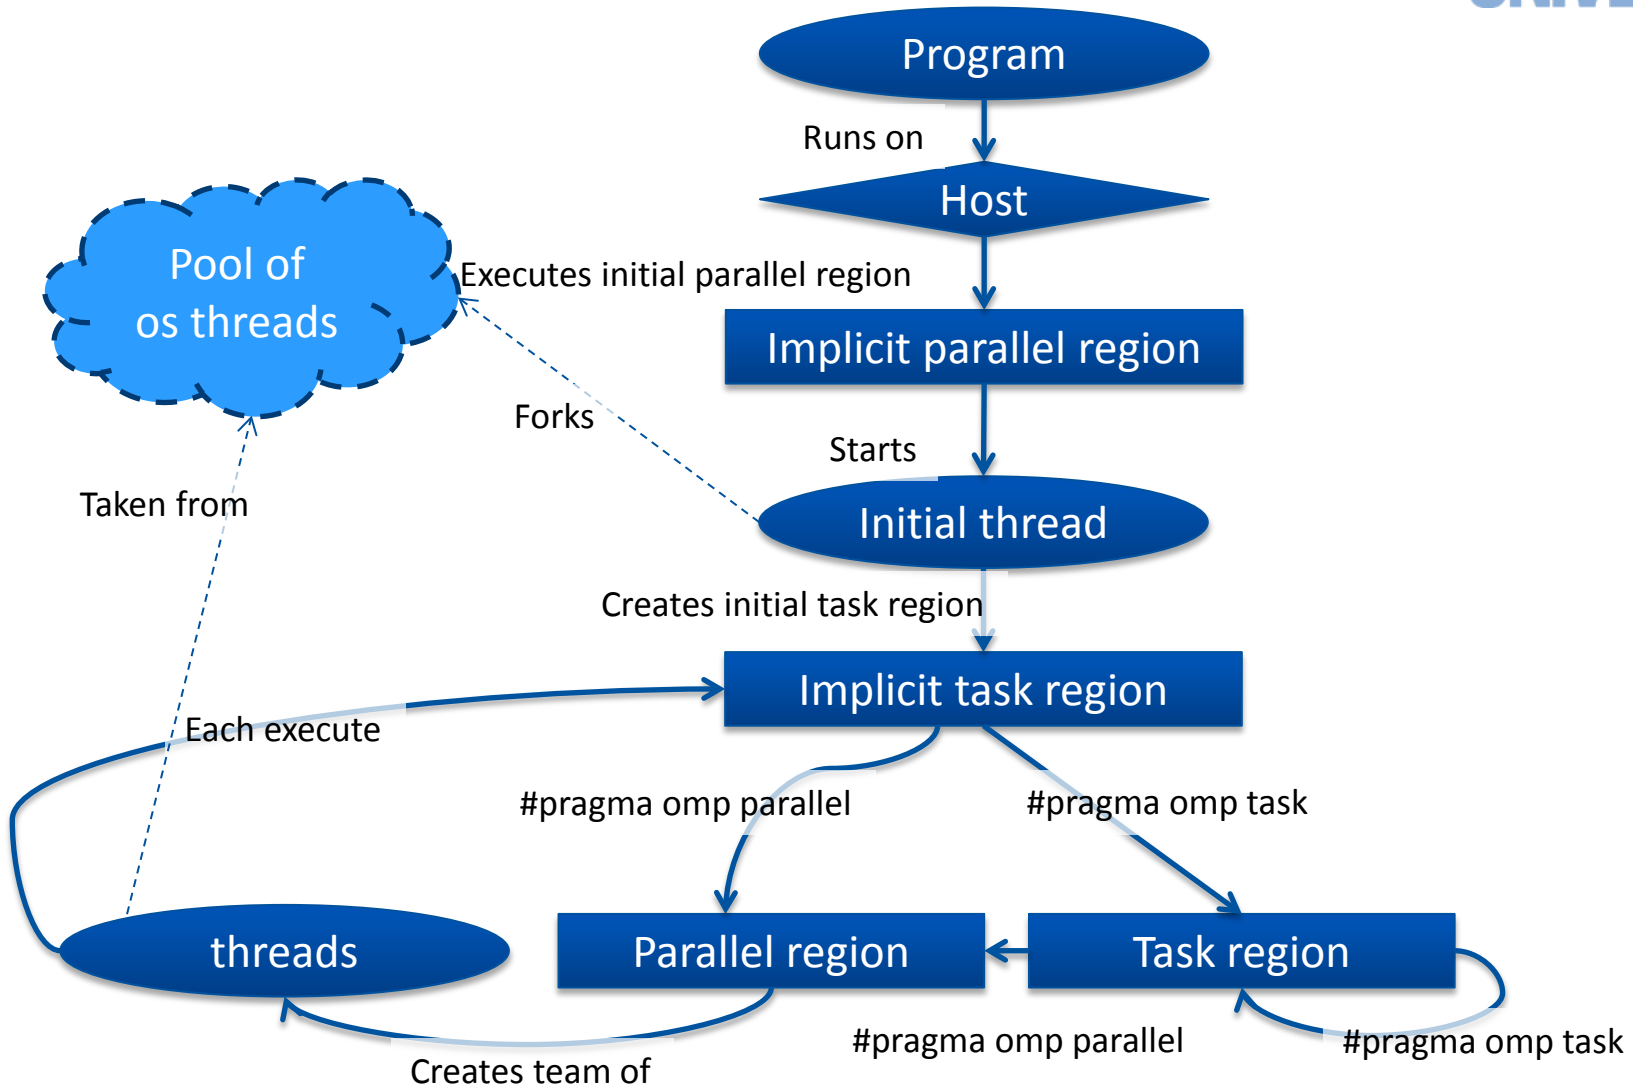 Program
Runs on
Host
Pool of
os threads
Executes initial parallel region
Implicit parallel region
Forks
Starts
Taken from
Initial thread
Creates initial task region
Implicit task region
Each execute
#pragma omp parallel
#pragma omp task
threads
Parallel region
Task region
#pragma omp parallel
#pragma omp task
Creates team of